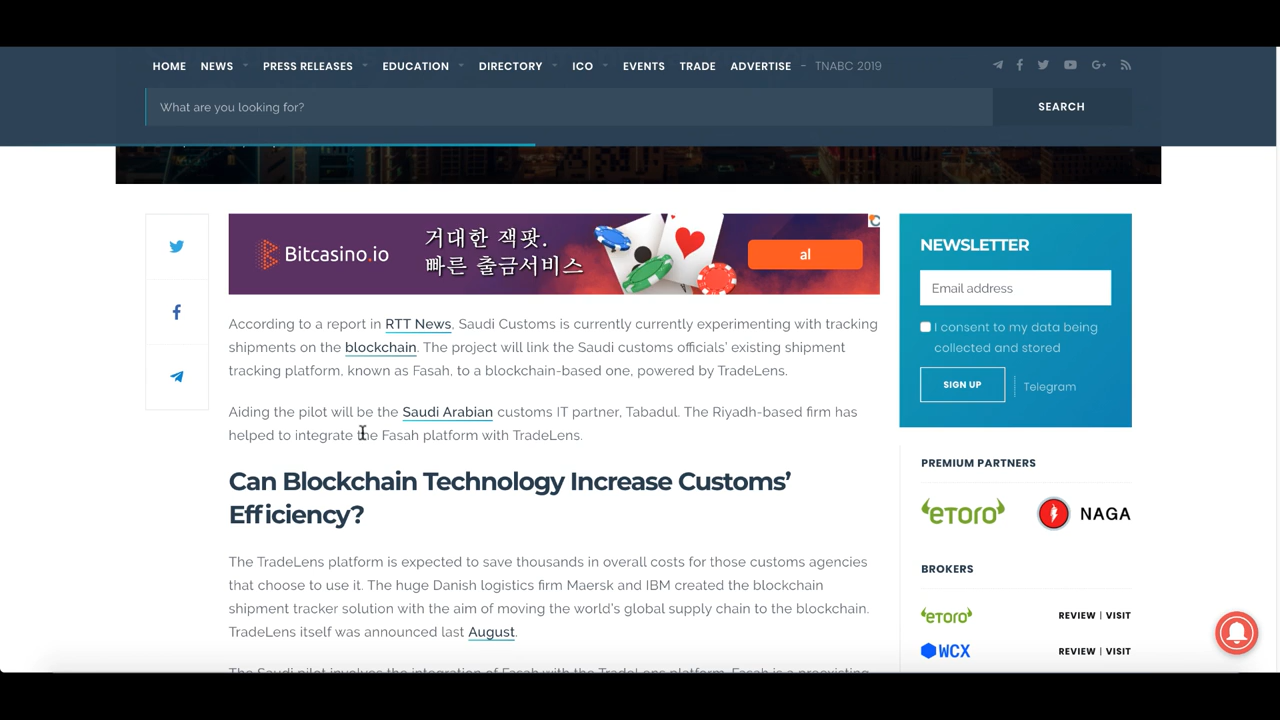 HOME NEWS PRESS RELEASES EDUCATION DIRECTORY ICO EVENTS TRADE ADVERTISE – TNABC 2019
What are you looking for?
SEARCH
Bitcasino.io
거대한 잭팟.
빠른 출금서비스
al
NEWSLETTER
Email address
I consent to my data being
collected and stored
SIGN UP
Telegram
According to a report in RTT News, Saudi Customs is currently currently experimenting with tracking
shipments on the blockchain. The project will link the Saudi customs officials’ existing shipment
tracking platform, known as Fasah, to a blockchain-based one, powered by TradeLens.
Aiding the pilot will be the Saudi Arabian customs IT partner, Tabadul. The Riyadh-based firm has
helped to integrate the Fasah platform with TradeLens.
Can Blockchain Technology Increase Customs’
Efficiency?
The TradeLens platform is expected to save thousands in overall costs for those customs agencies
that choose to use it. The huge Danish logistics firm Maersk and IBM created the blockchain
shipment tracker solution with the aim of moving the world’s global supply chain to the blockchain.
TradeLens itself was announced last August.
The Saudi pilot involves the integration of Fasah with the TradeLens platform. Fasah is a preexisting
PREMIUM PARTNERS
eToro
NAGA
BROKERS
eToro
REVIEW | VISIT
WCX
REVIEW | VISIT